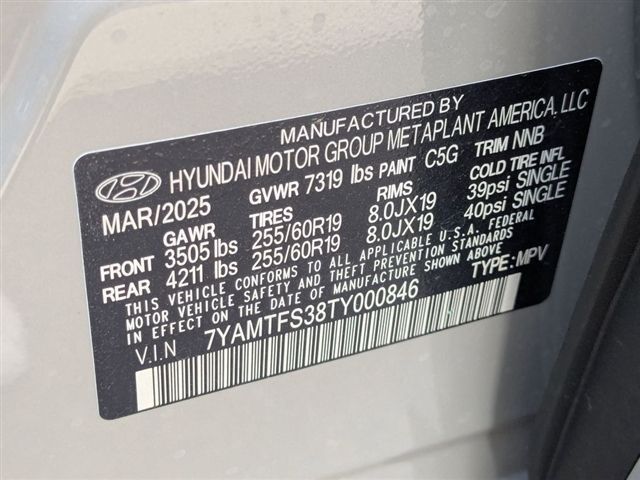 MANUFACTURED BY
HYUNDAI MOTOR GROUP METAPLANT AMERICA, LLC
MAR/2025 GVWR 7319 lbs PAINT C5G TRIM NNB
GAWR TIRES RIMS COLD TIRE INFL
FRONT 3505 lbs 255/60R19 8.0JX19 39psi SINGLE
REAR 4211 lbs 255/60R19 8.0JX19 40psi SINGLE
THIS VEHICLE CONFORMS TO ALL APPLICABLE U.S.A. FEDERAL
MOTOR VEHICLE SAFETY AND THEFT PREVENTION STANDARDS
IN EFFECT ON THE DATE OF MANUFACTURE SHOWN ABOVE
V.I.N 7YAMTFS38TY000846 TYPE: MPV